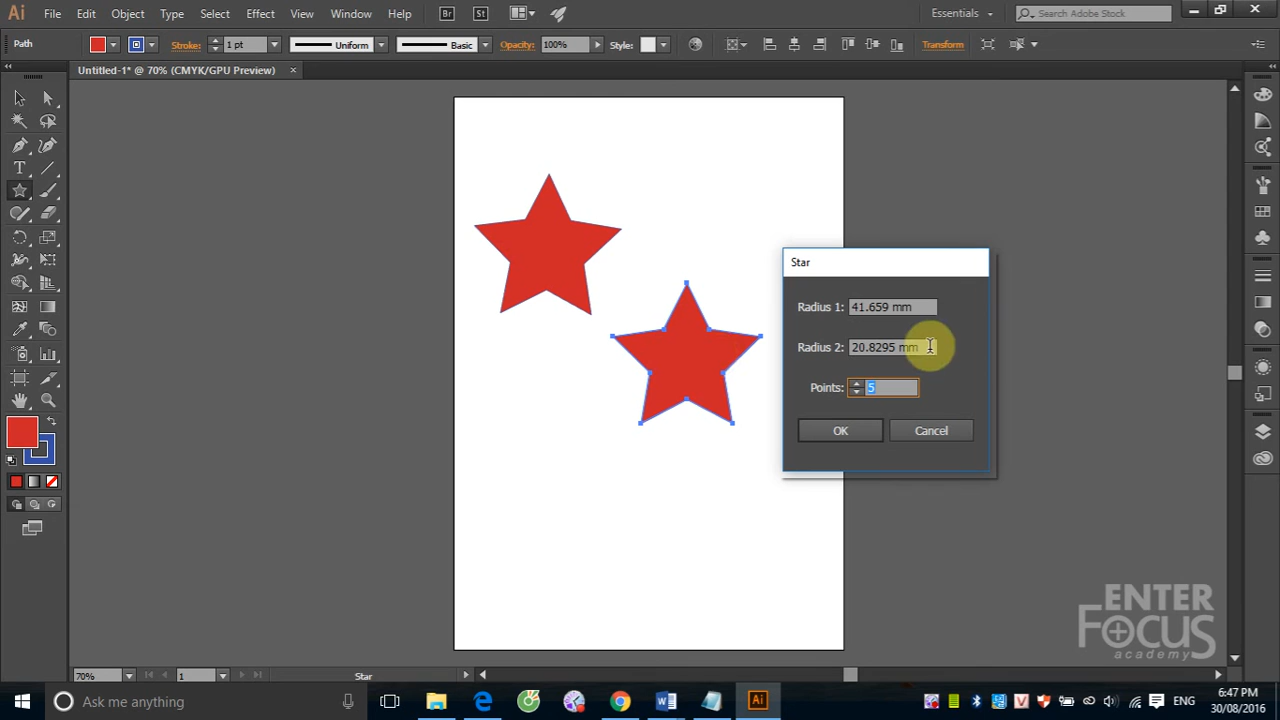 Ai File Edit Object Type Select Effect View Window Help Br St Essentials Search Adobe Stock
Path Stroke: 1 pt Uniform Basic Opacity: 100% Style: Transform
Untitled-1* @ 70% (CMYK/GPU Preview)
Star
Radius 1: 41.659 mm
Radius 2: 20.8295 mm
Points: 5
OK Cancel
ENTER
FOCUS
academy
70% 1 Star
Ask me anything Ai ENG 6:47 PM
30/08/2016